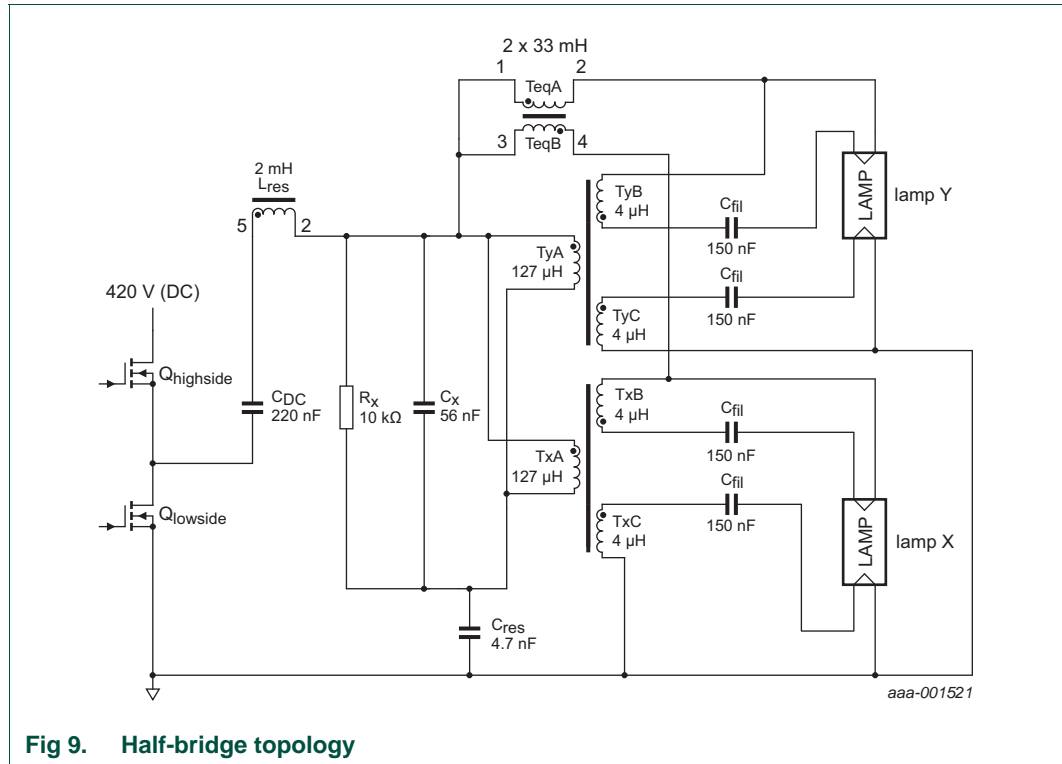 2 x 33 mH
1
2
TeqA
3
4
TeqB
2 mH
Lres
5
2
TyB
4 µH
Cfil
150 nF
LAMP
lamp Y
TyA
127 µH
Cfil
150 nF
TyC
4 µH
420 V (DC)
Qhighside
CDC
220 nF
Rx
10 kΩ
Cx
56 nF
TxB
4 µH
Cfil
150 nF
TxA
127 µH
Cfil
150 nF
Qlowside
TxC
4 µH
LAMP
lamp X
Cres
4.7 nF
aaa-001521
Fig 9. Half-bridge topology